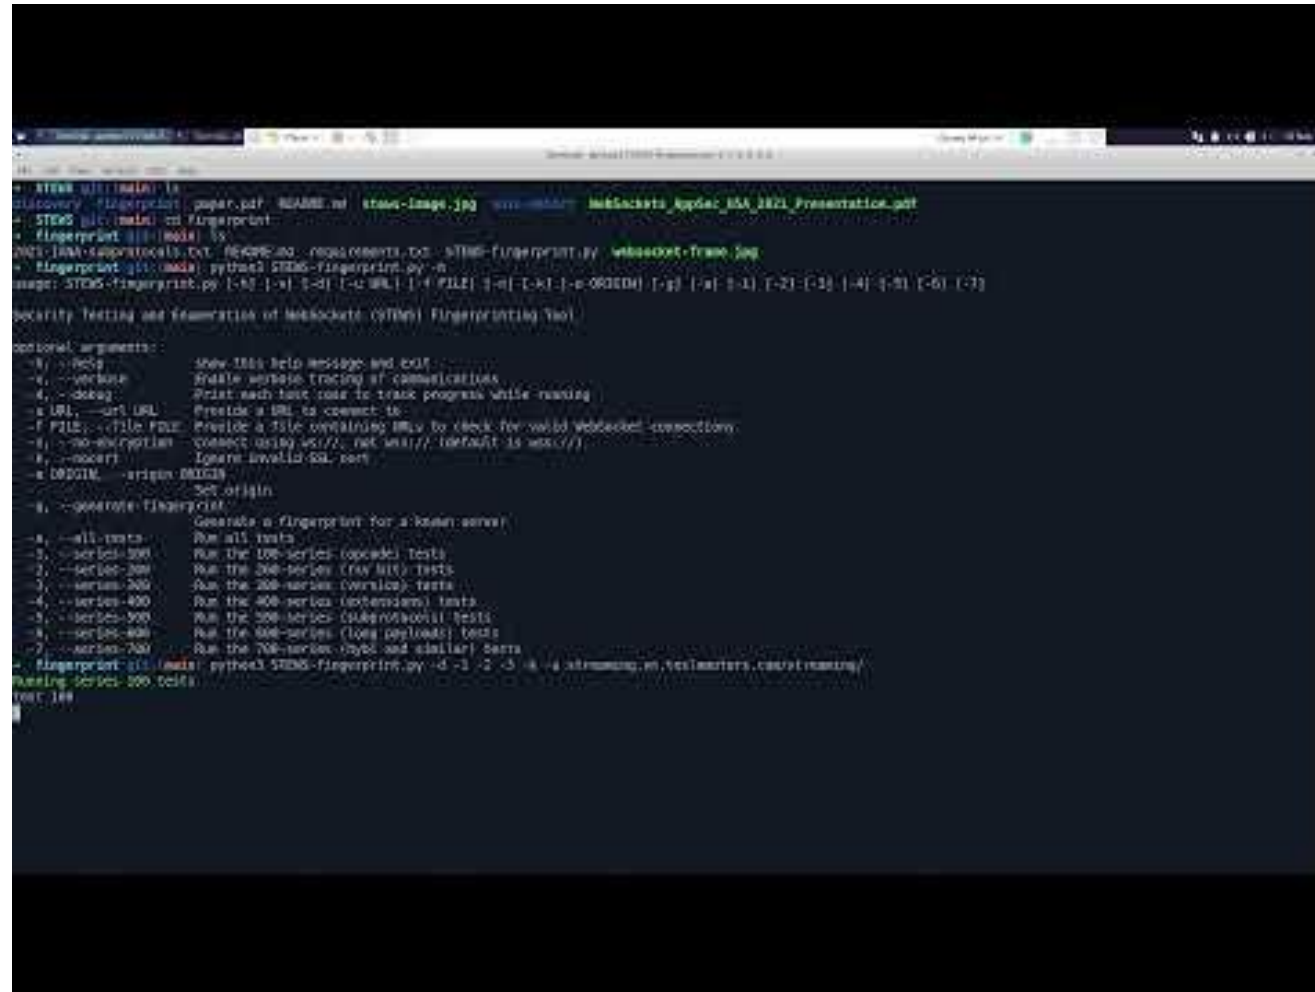 STEWS git:(main) ls
discovery fingerprint paper.pdf README.md stews-image.jpg WebSockets_AppSec_USA_2021_Presentation.pdf
STEWS git:(main) cd fingerprint
fingerprint git:(main) ls
2021-IANA-subprotocols.txt README.md requirements.txt STEWS-fingerprint.py websocket-frame.jpg
fingerprint git:(main) python3 STEWS-fingerprint.py -h
usage: STEWS-fingerprint.py [-h] [-v] [-d] [-u URL] [-f FILE] [-n] [-k] [-o ORIGIN] [-g] [-a] [-1] [-2] [-3] [-4] [-5] [-6] [-7]
Security Testing and Enumeration of WebSockets (STEWS) Fingerprinting Tool
optional arguments:
-h, --help show this help message and exit
-v, --verbose Enable verbose tracing of communications
-d, --debug Print each test case to track progress while running
-u URL, --url URL Provide a URL to connect to
-f FILE, --file FILE Provide a file containing URLs to check for valid WebSocket connections
-n, --no-encryption Connect using ws://, not wss:// (default is wss://)
-k, --nocert Ignore invalid SSL cert
-o ORIGIN, --origin ORIGIN
Set origin
-g, --generate-fingerprint
Generate a fingerprint for a known server
-a, --all-tests Run all tests
-1, --series-100 Run the 100-series (opcode) tests
-2, --series-200 Run the 200-series (rsv bit) tests
-3, --series-300 Run the 300-series (version) tests
-4, --series-400 Run the 400-series (extensions) tests
-5, --series-500 Run the 500-series (subprotocols) tests
-6, --series-600 Run the 600-series (long payloads) tests
-7, --series-700 Run the 700-series (hybi and similar) tests
fingerprint git:(main) python3 STEWS-fingerprint.py -d -1 -2 -3 -k -u streaming.vn.teslamotors.com/streaming/
Running series 100 tests
Test 100